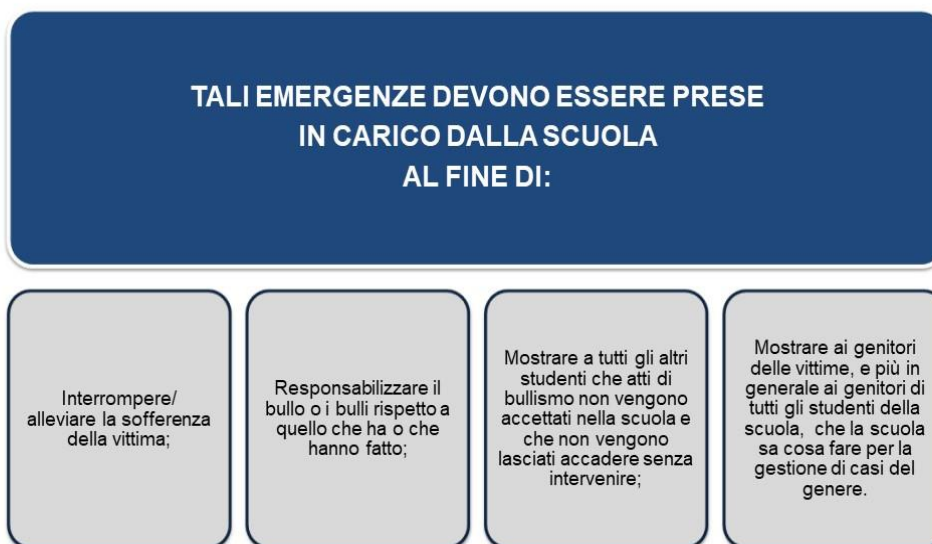 TALI EMERGENZE DEVONO ESSERE PRESE
IN CARICO DALLA SCUOLA
AL FINE DI:
Interrompere/
alleviare la sofferenza
della vittima;
Responsabilizzare il
bullo o i bulli rispetto a
quello che ha o che
hanno fatto;
Mostrare a tutti gli altri
studenti che atti di
bullismo non vengono
accettati nella scuola e
che non vengono
lasciati accadere senza
intervenire;
Mostrare ai genitori
delle vittime, e più in
generale ai genitori di
tutti gli studenti della
scuola, che la scuola
sa cosa fare per la
gestione di casi del
genere.